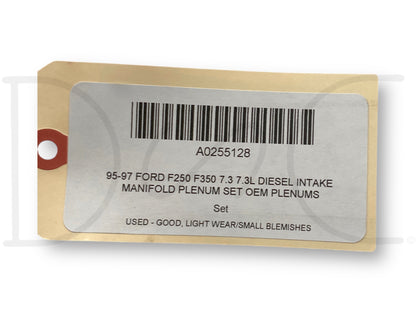 A0255128
95-97 FORD F250 F350 7.3 7.3L DIESEL INTAKE
MANIFOLD PLENUM SET OEM PLENUMS
Set
USED - GOOD, LIGHT WEAR/SMALL BLEMISHES